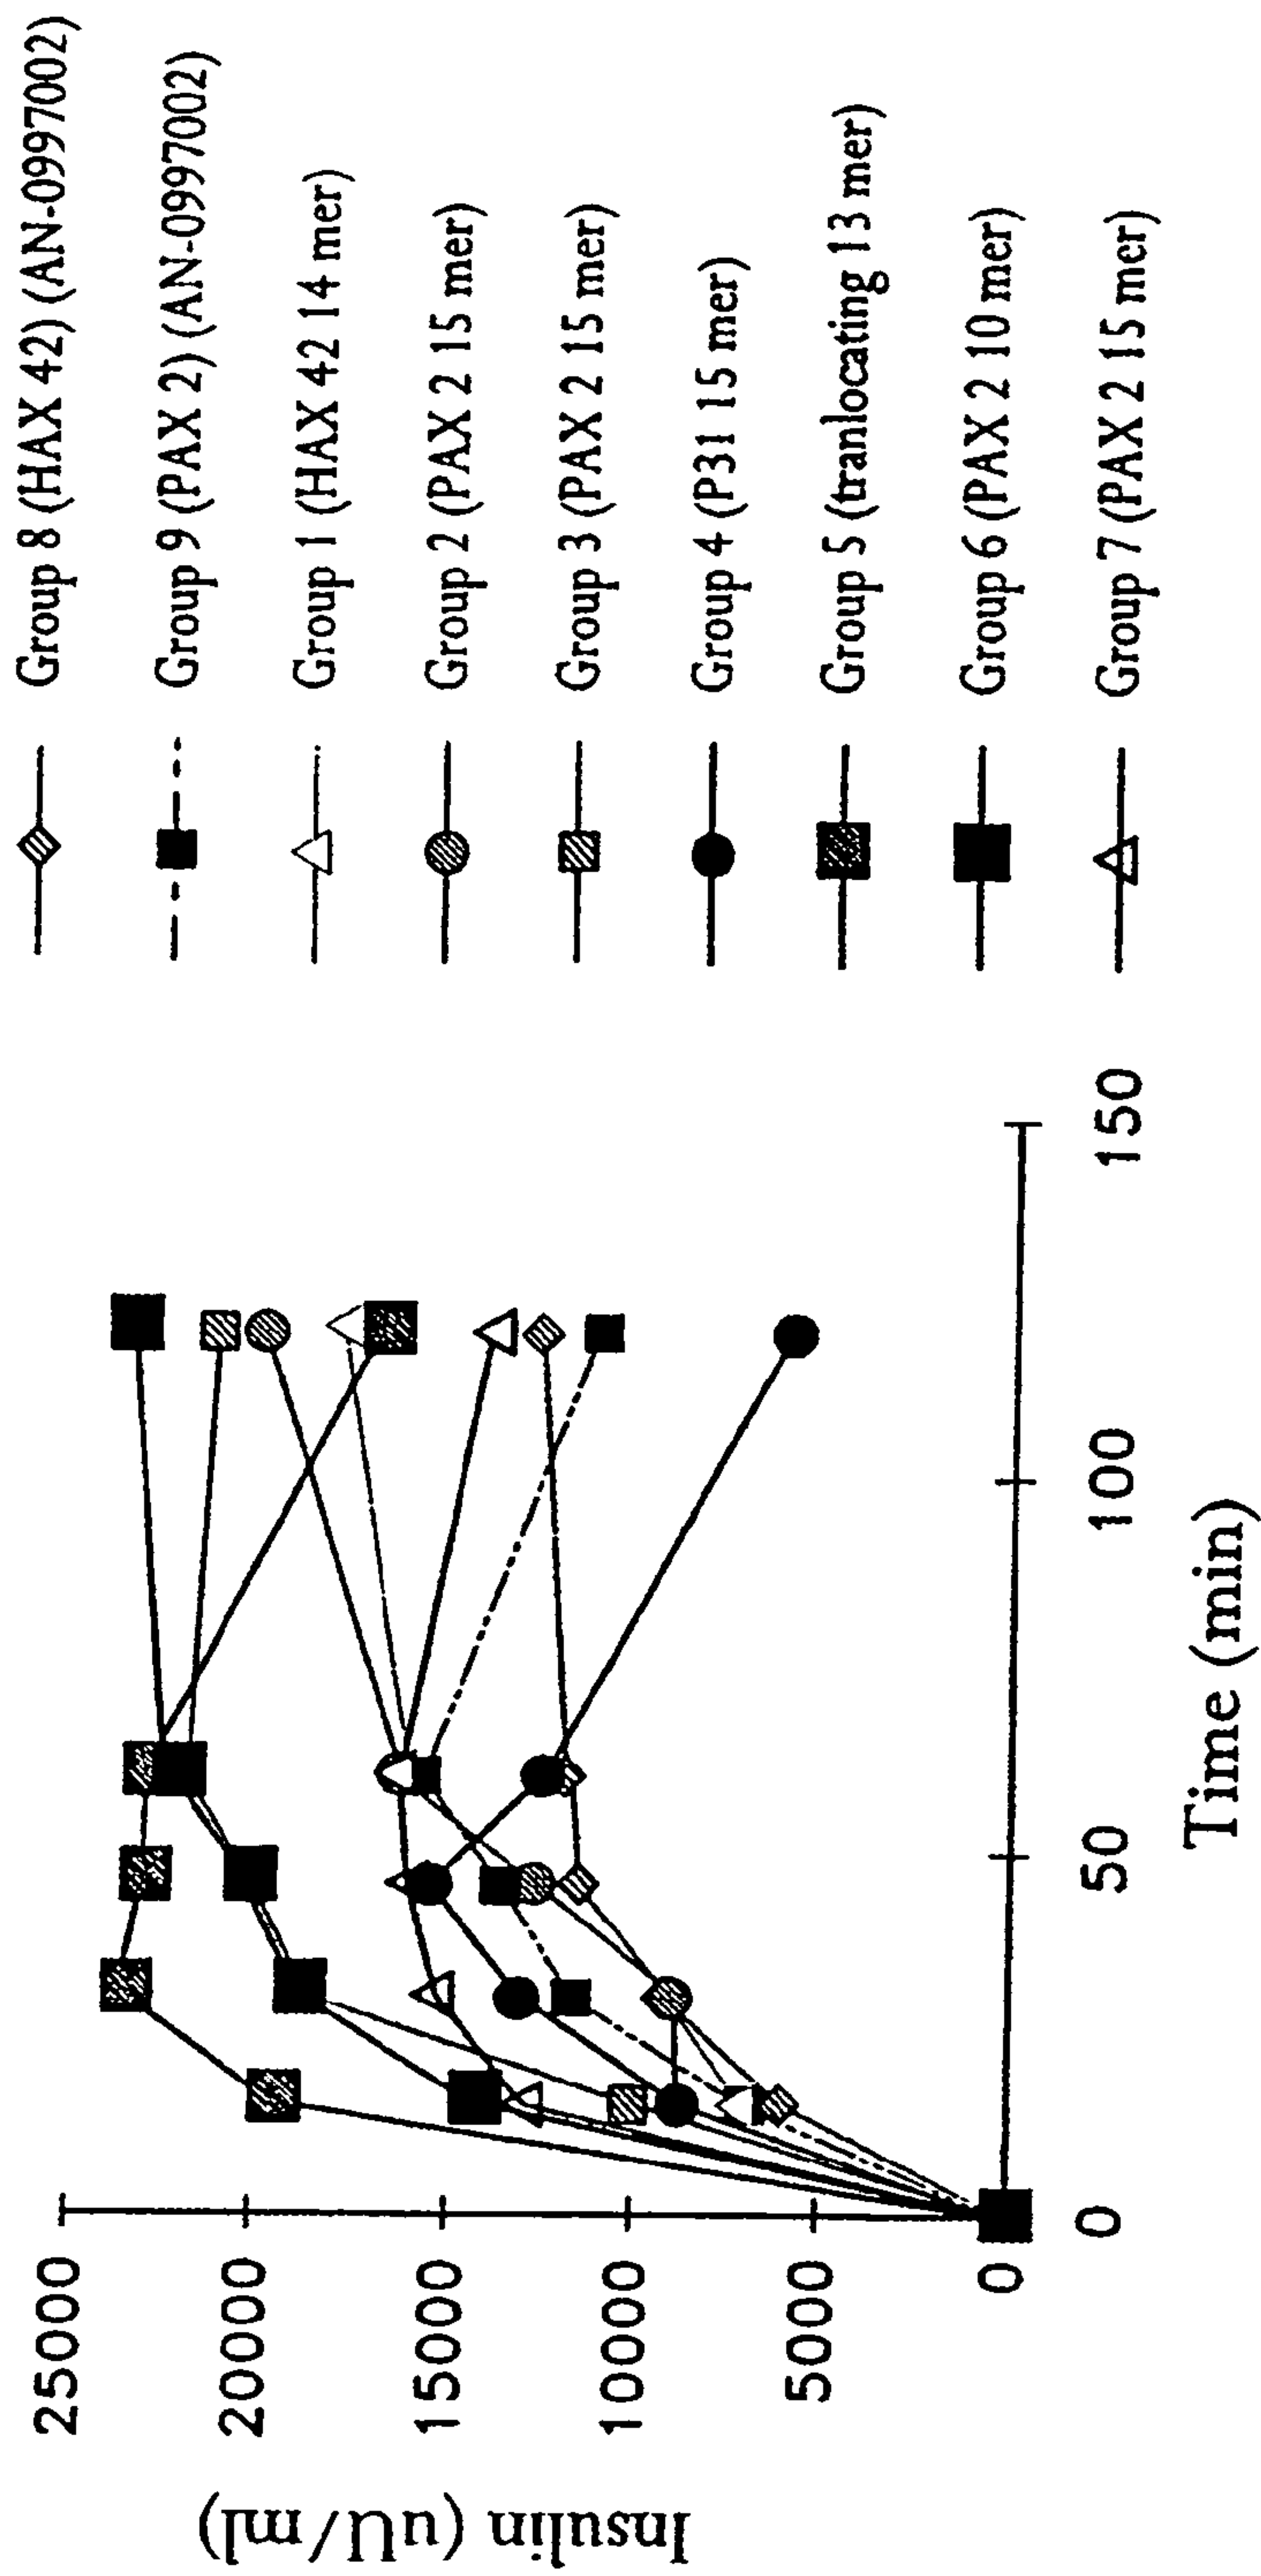 Insulin (uU/ml)
25000
20000
15000
10000
5000
0
0
50
100
150
Time (min)
Group 8 (HAX 42) (AN-0997002)
Group 9 (PAX 2) (AN-0997002)
Group 1 (HAX 42 14 mer)
Group 2 (PAX 2 15 mer)
Group 3 (PAX 2 15 mer)
Group 4 (P31 15 mer)
Group 5 (tranlocating 13 mer)
Group 6 (PAX 2 10 mer)
Group 7 (PAX 2 15 mer)